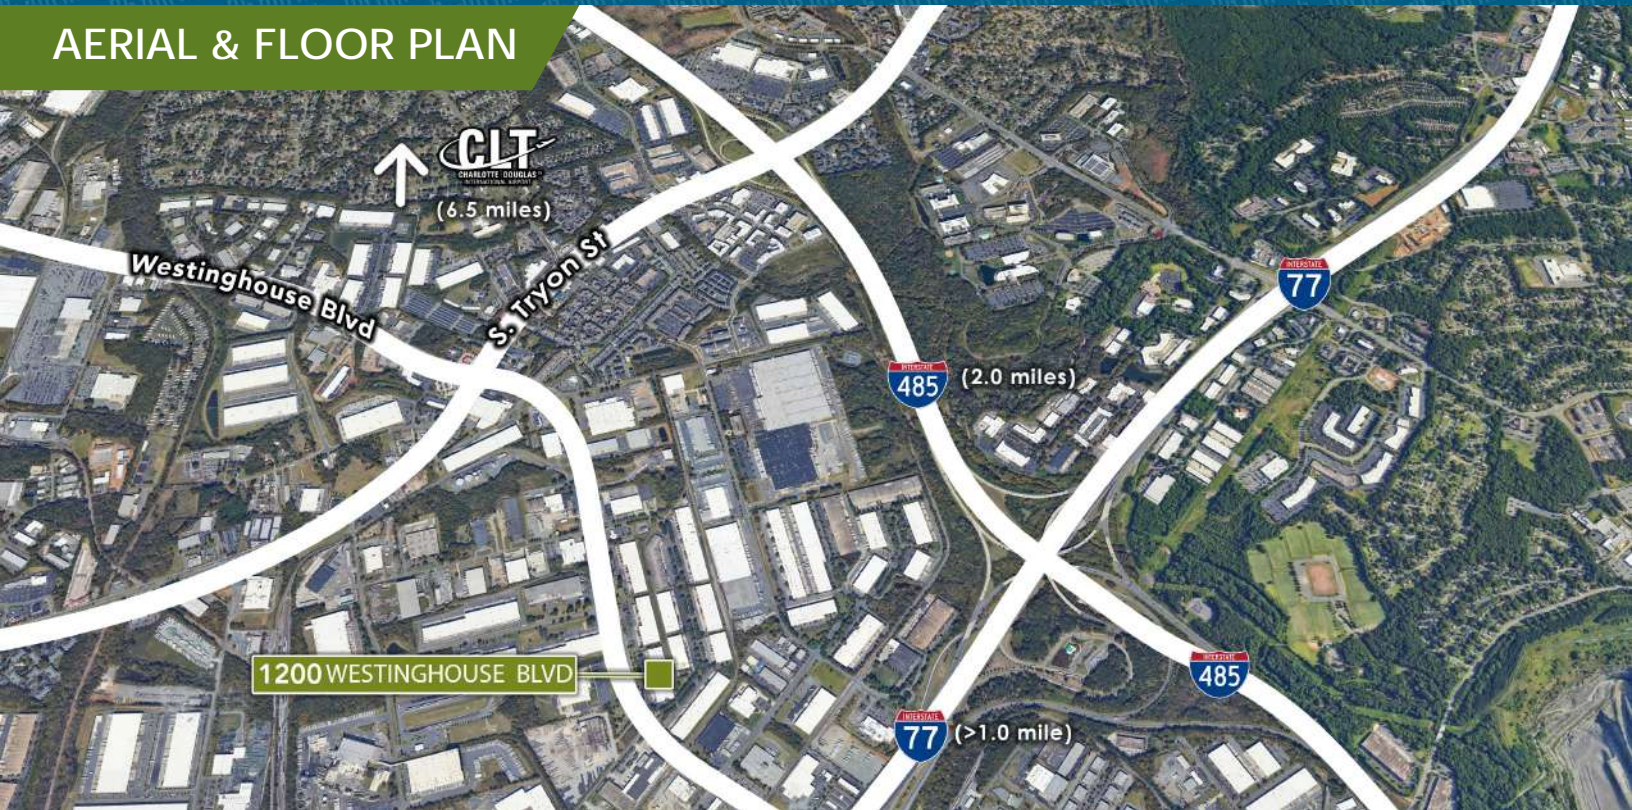 AERIAL & FLOOR PLAN
CLT
CHARLOTTE DOUGLAS
INTERNATIONAL AIRPORT
(6.5 miles)
Westinghouse Blvd
S. Tryon St
INTERSTATE
77
INTERSTATE
485
(2.0 miles)
1200 WESTINGHOUSE BLVD
INTERSTATE
485
INTERSTATE
77
(>1.0 mile)